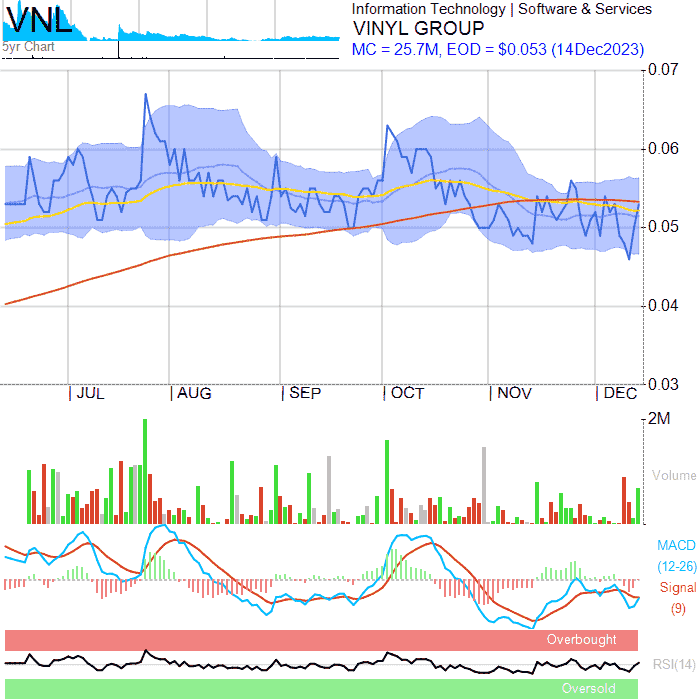 VNL
5yr Chart
Information Technology | Software & Services
VINYL GROUP
MC = 25.7M, EOD = $0.053 (14Dec2023)
0.07
0.06
0.05
0.04
0.03
JUL AUG SEP OCT NOV DEC
2M
Volume
MACD
(12-26)
Signal
(9)
Overbought
RSI(14)
Oversold